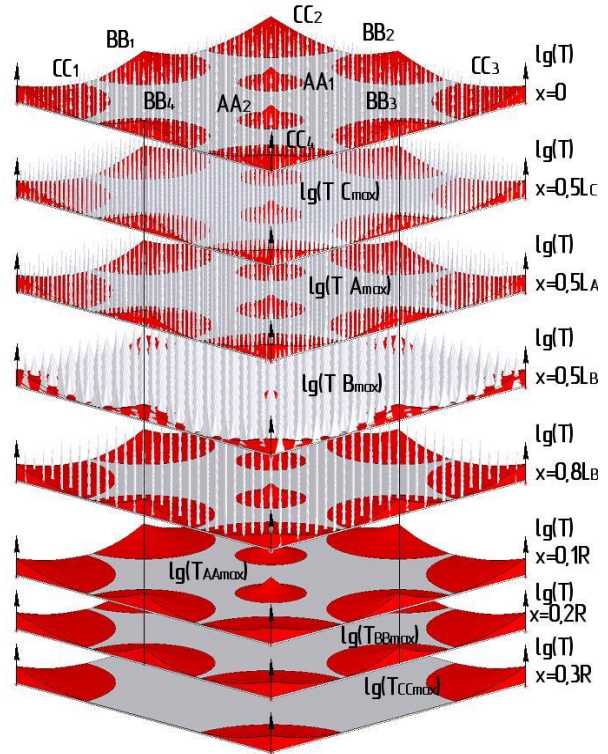 CC₂
BB₁
BB₂
CC₁
CC₃
lg(T)
x=0
BB₄
AA₂
AA₁
BB₃
CC₄
lg(T)
lg(T Cmax)
x=0,5LC
lg(T)
lg(T Amax)
x=0,5LA
lg(T)
lg(T Bmax)
x=0,5LB
lg(T)
x=0,8LB
lg(T)
lg(TAAmax)
x=0,1R
lg(T)
x=0,2R
lg(TBBmax)
lg(T)
x=0,3R
lg(TCCmax)